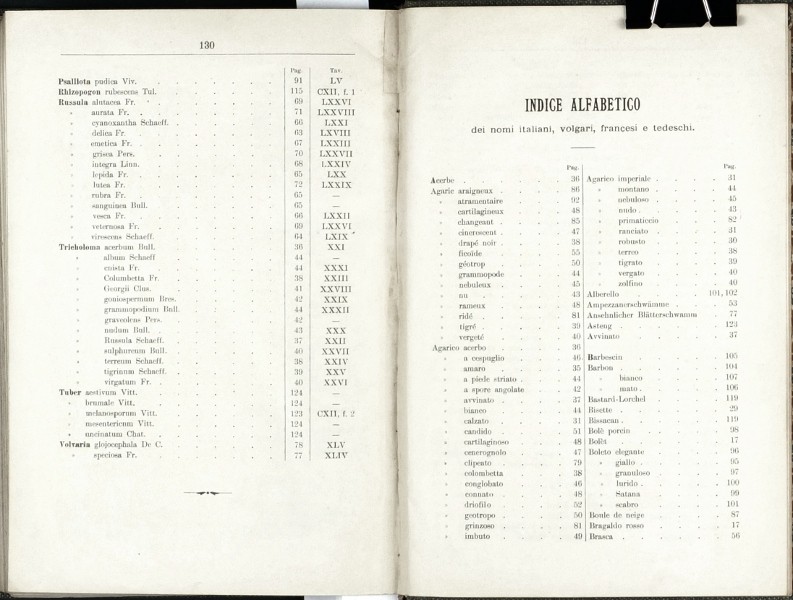 130
Pag. Tav.
Psalliota pudica Viv. 91 LV
Rhizopogon rubescens Tul. 115 CXII, f. 1
Russula alutacea Fr. 69 LXXVI
» aurata Fr. 71 LXXVIII
» cyanoxantha Schaeff. 66 LXXI
» delica Fr. 63 LXVIII
» emetica Fr. 67 LXXIII
» grisea Pers. 70 LXXVII
» integra Linn. 68 LXXIV
» lepida Fr. 65 LXX
» lutea Fr. 72 LXXIX
» rubra Fr. 65 —
» sanguinea Bull. 65 —
» vesca Fr. 66 LXXII
» veternosa Fr. 69 LXXVI
» virescens Schaeff. 64 LXIX
Tricholoma acerbum Bull. 36 XXI
» album Schaeff 44 —
» cnista Fr. 44 XXXI
» Columbetta Fr. 38 XXIII
» Georgii Clus. 41 XXVIII
» goniospermum Bres. 42 XXIX
» grammopodium Bull. 44 XXXII
» graveolens Pers. 42 —
» nudum Bull. 43 XXX
» Russula Schaeff. 37 XXII
» sulphureum Bull. 40 XXVII
» terreum Schaeff. 38 XXIV
» tigrinum Schaeff. 39 XXV
» virgatum Fr. 40 XXVI
Tuber aestivum Vitt. 124 —
» brumale Vitt. 124 —
» melanosporum Vitt. 123 CXII, f. 2
» mesentericum Vitt. 124 —
» uncinatum Chat. 124 —
Volvaria glojocephala De C. 78 XLV
» speciosa Fr. 77 XLIV
INDICE ALFABETICO
dei nomi italiani, volgari, francesi e tedeschi.
Pag.
Acerbo 36
Agaric araigneux 86
» atramentaire 92
» cartilagineux 48
» changeant 85
» cinerescent 47
» drapé noir 38
» ficoide 55
» géotrop 50
» grammopode 44
» nebuleux 45
» nu 43
» rameux 48
» ridé 81
» tigré 39
» vergeté 40
Agarico acerbo 36
» a cespuglio 46
» amaro 35
» a piede striato 44
» a spore angolate 42
» avvinato 37
» bianco 44
» calzato 31
» candido 51
» cartilagineo 48
» cenerognolo 47
» clipeato 79
» colombetta 38
» conglobato 46
» connato 48
» driofilo 52
» geotropo 50
» grinzoso 81
» imbuto 49
Pag.
Agarico imperiale 31
» montano 44
» nebuloso 45
» nudo 43
» primaticcio 82
» ranciato 31
» robusto 30
» terreo 38
» tigrato 39
» vergato 40
» zolfino 40
Alberello 101, 102
Ampezzanerschwämme 53
Ansehnlicher Blätterschwamm 77
Asteng 123
Avvinato 37
Barbescin 105
Barbon 104
» bianco 107
» mato 106
Bastard-Lorchel 119
Bisette 29
Bissacan 119
Bolè porcin 98
Bolëa 17
Boleto elegante 96
» giallo 95
» granuloso 97
» lurido 100
» Satana 99
» scabro 101
Boule de neige 87
Bragaldo rosso 17
Brasca 56